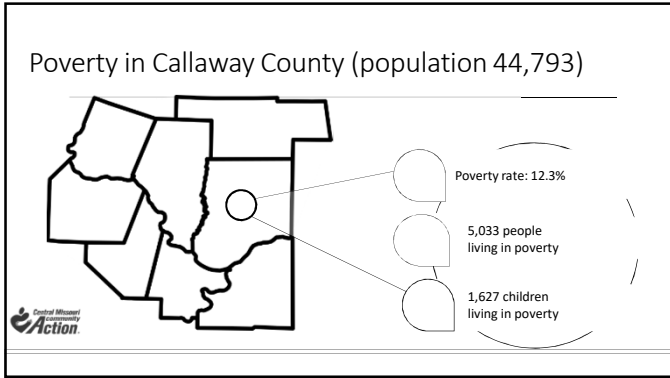 Poverty in Callaway County (population 44,793)
Poverty rate: 12.3%
5,033 people
living in poverty
1,627 children
living in poverty
Central Missouri
community
Action